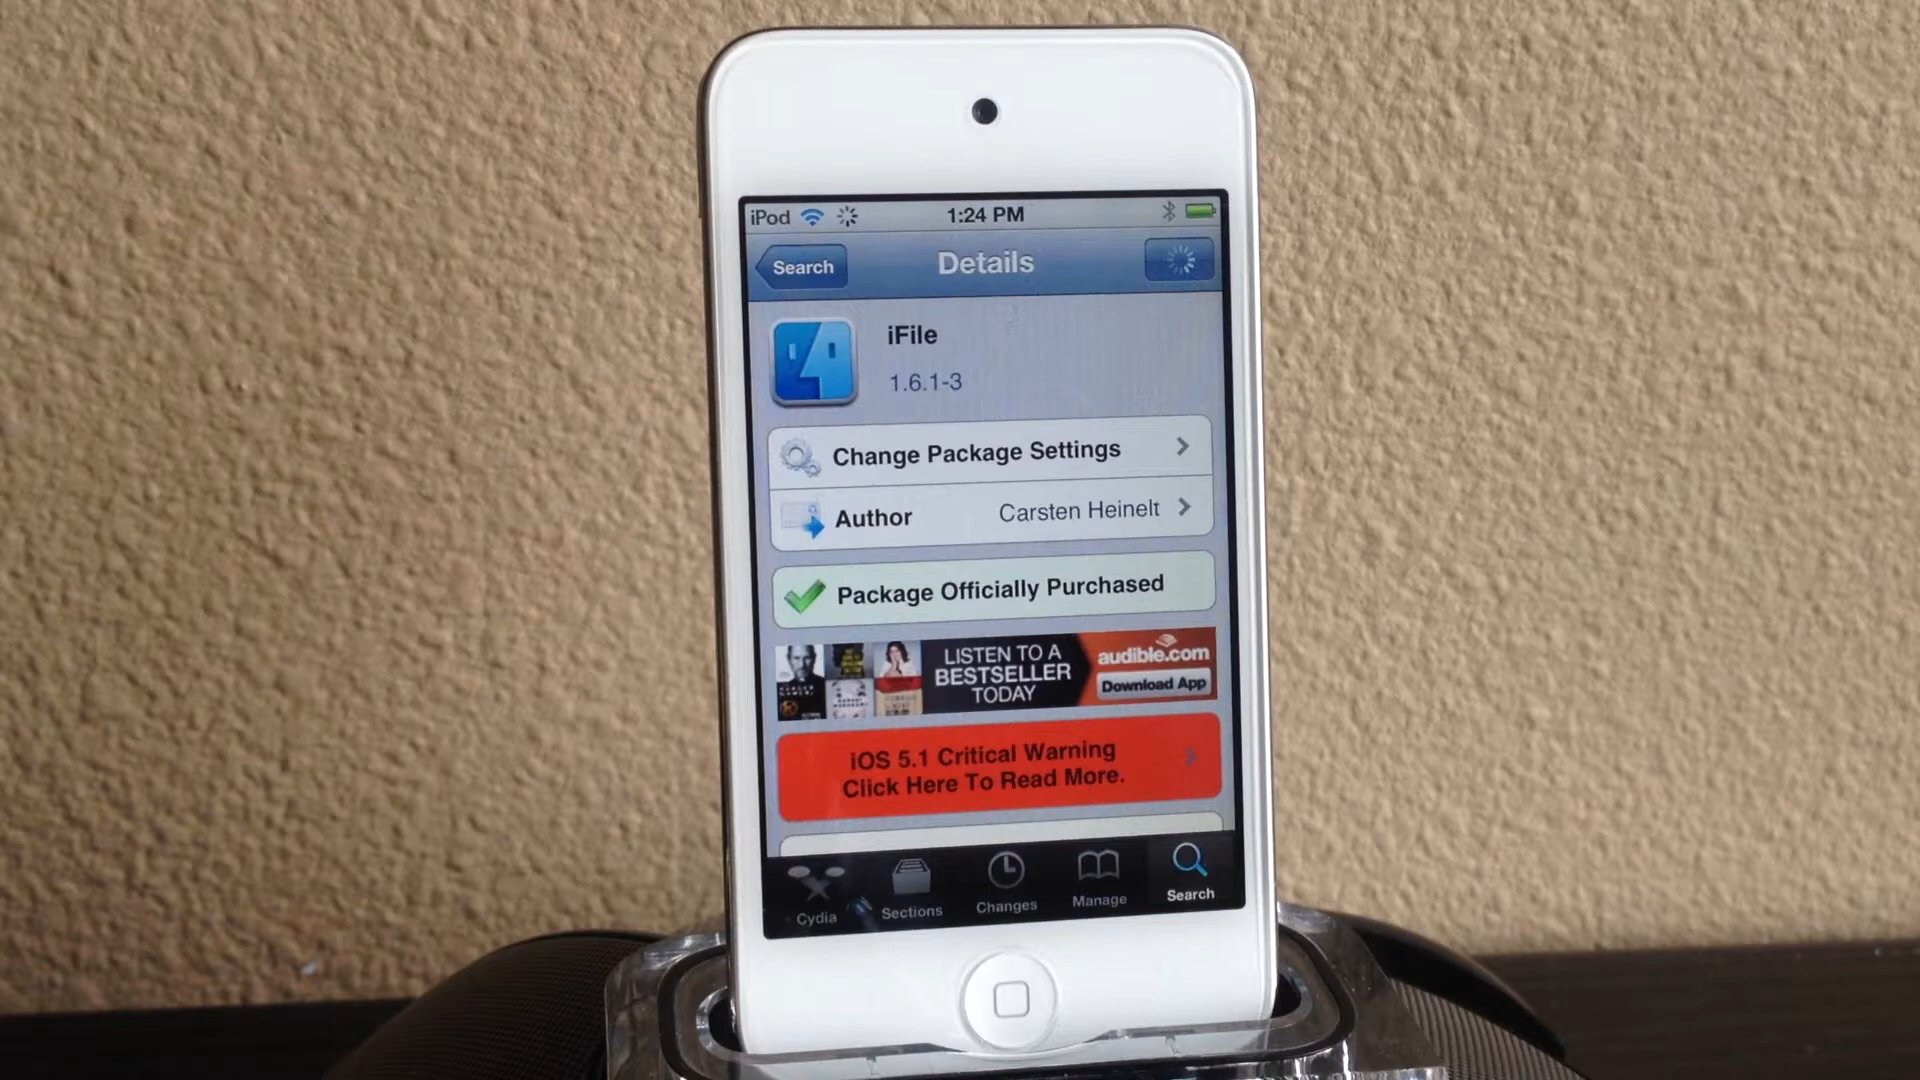 iPod 1:24 PM
Search Details
iFile
1.6.1-3
Change Package Settings
Author Carsten Heinelt
Package Officially Purchased
LISTEN TO A
BESTSELLER
TODAY
audible.com
Download App
iOS 5.1 Critical Warning
Click Here To Read More.
Cydia Sections Changes Manage Search